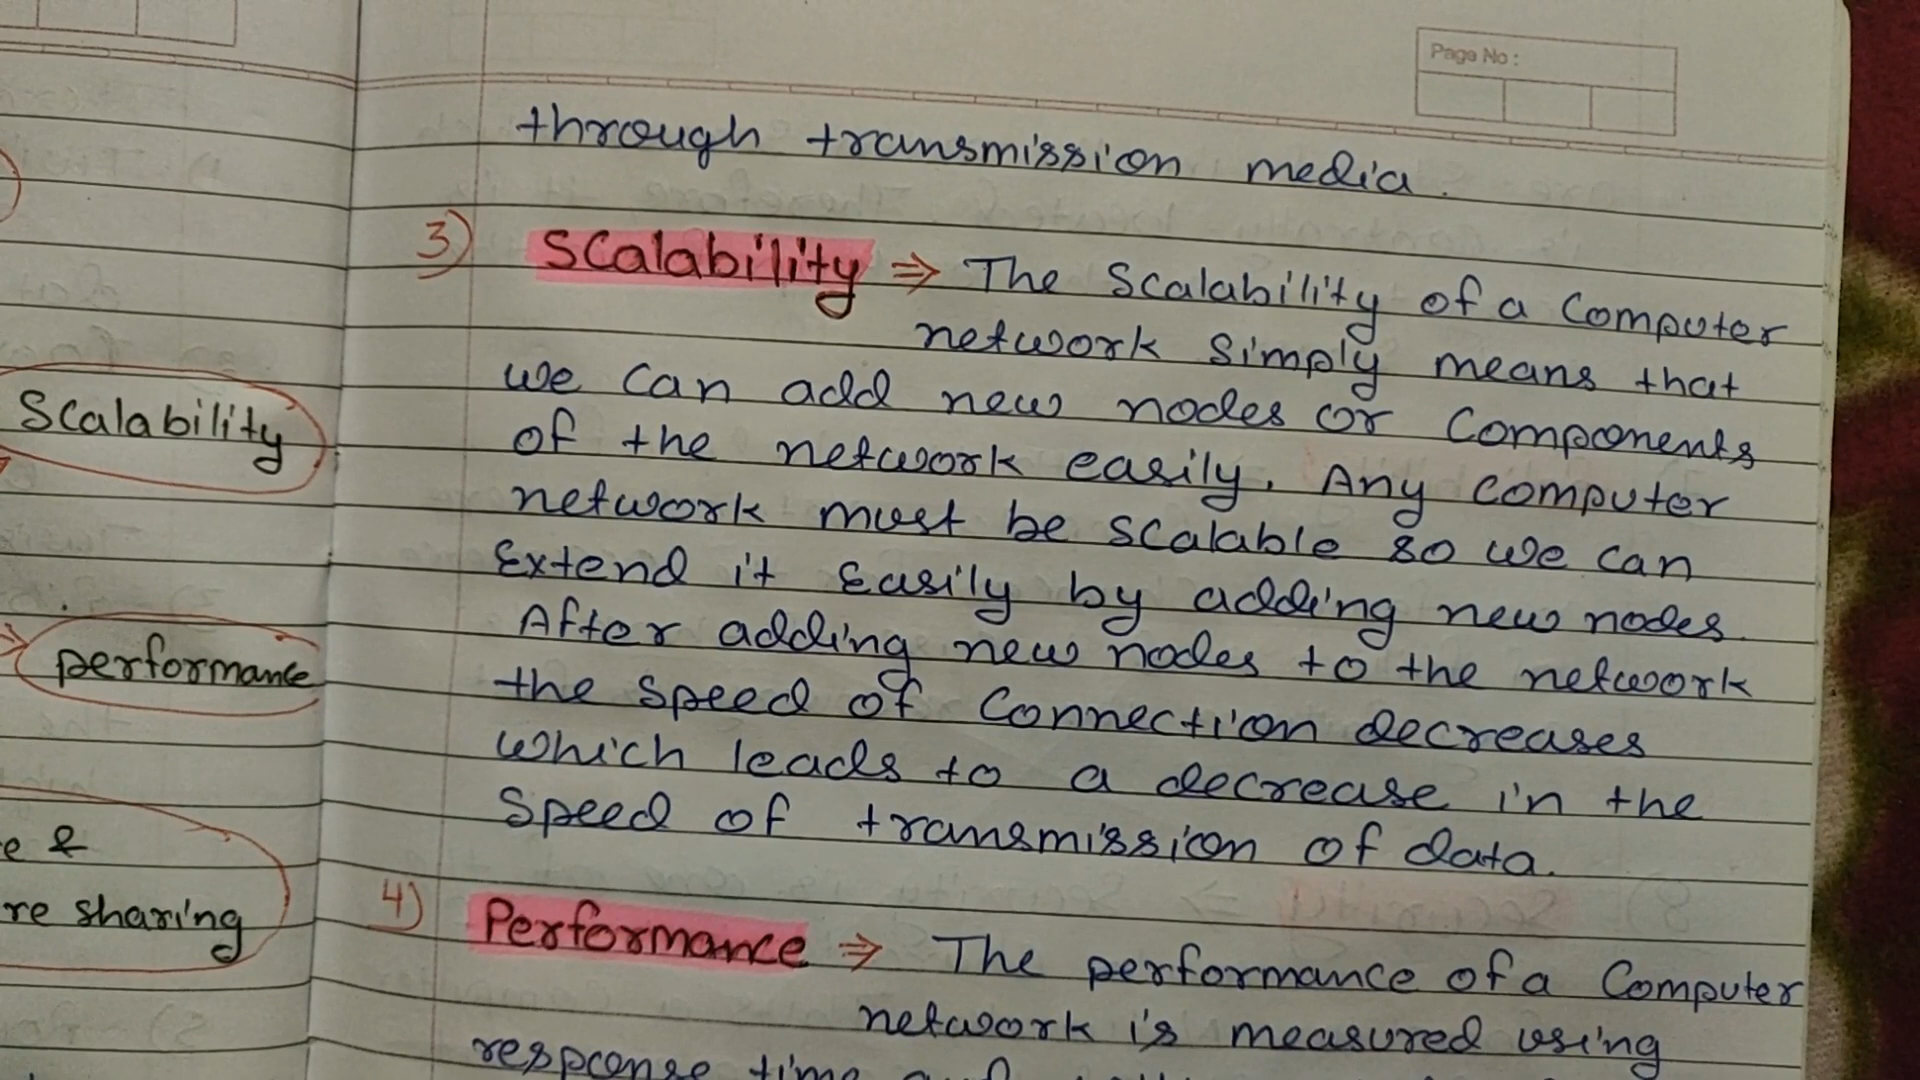 Page No :
through transmission media.
3) Scalability ⇒ The Scalability of a Computer
network simply means that
we can add new nodes or Components
of the network easily. Any computer
network must be scalable so we can
Extend it Easily by adding new nodes.
After adding new nodes to the network
the speed of Connection decreases
which leads to a decrease in the
speed of transmission of data.
4) Performance ⇒ The performance of a Computer
network is measured using
response time
Scalability
performance
e &
re sharing